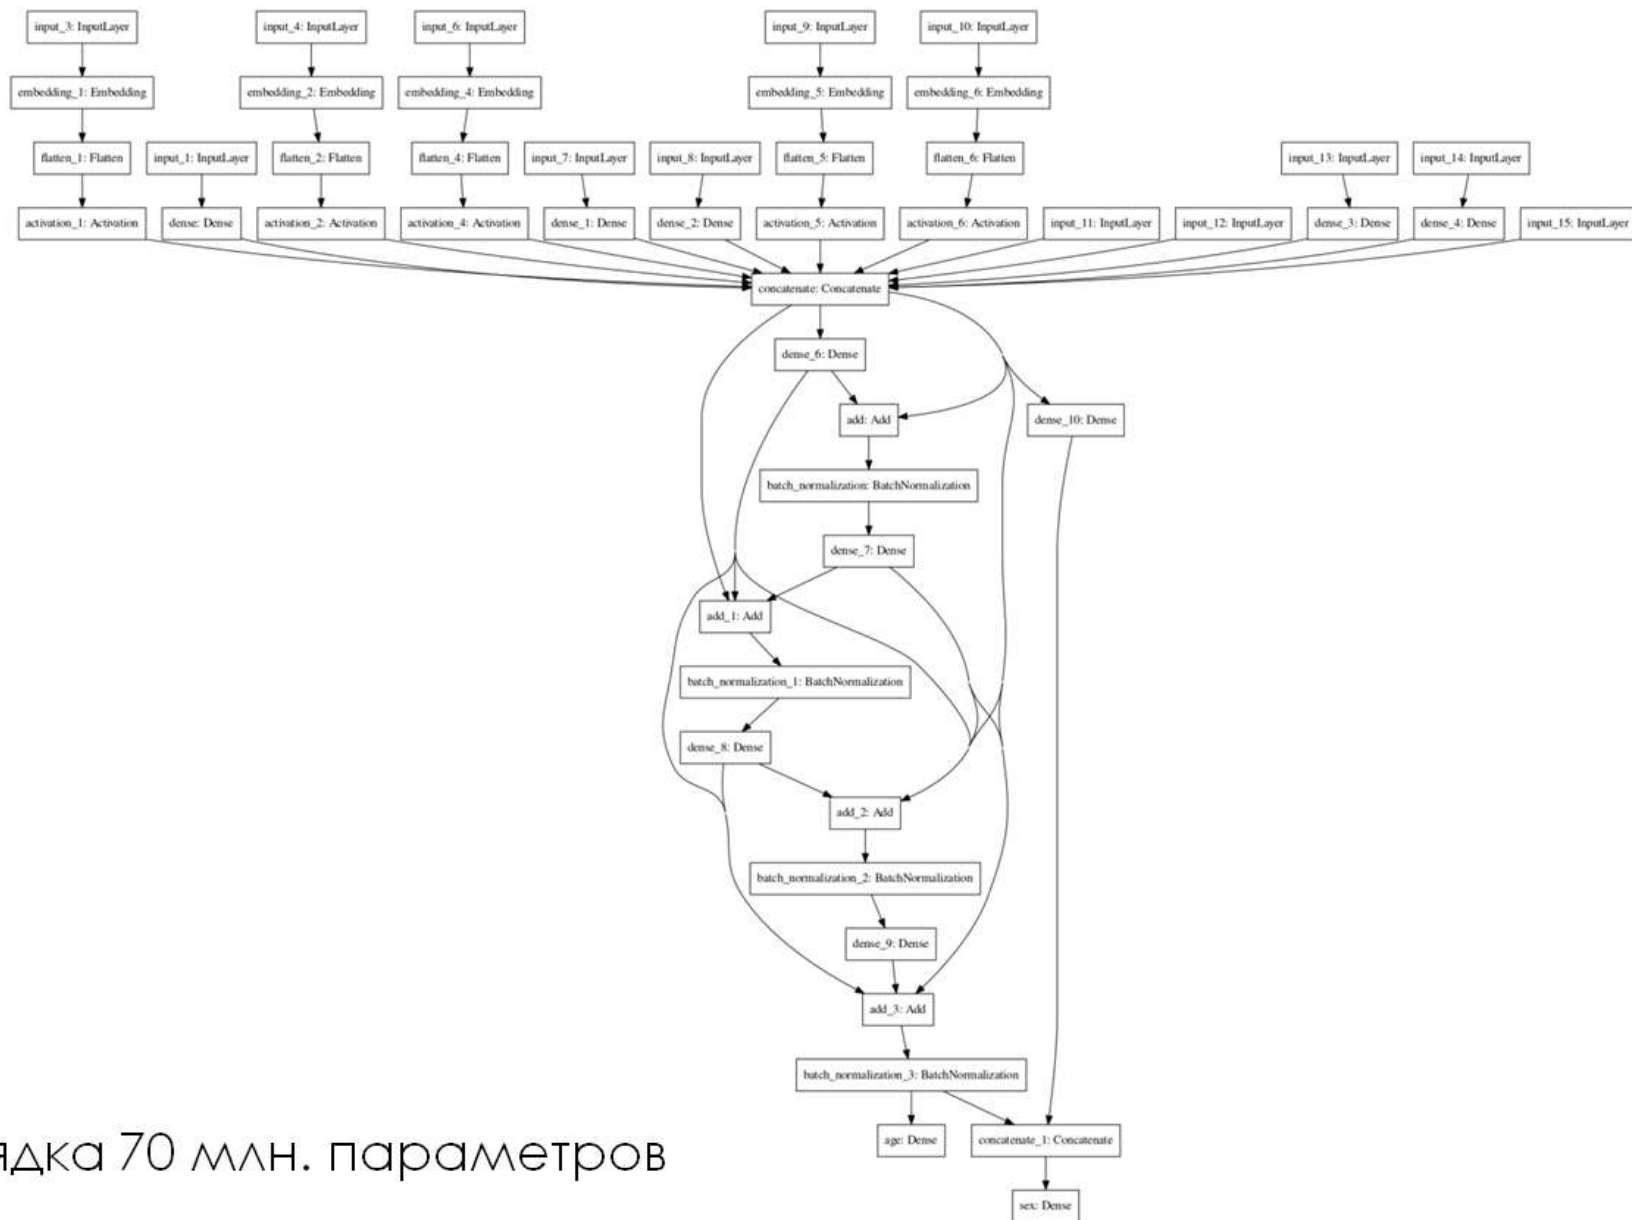 input_3: InputLayer
input_4: InputLayer
input_6: InputLayer
input_9: InputLayer
input_10: InputLayer
embedding_1: Embedding
embedding_2: Embedding
embedding_4: Embedding
embedding_5: Embedding
embedding_6: Embedding
flatten_1: Flatten
input_1: InputLayer
flatten_2: Flatten
flatten_4: Flatten
input_7: InputLayer
input_8: InputLayer
flatten_5: Flatten
flatten_6: Flatten
input_13: InputLayer
input_14: InputLayer
activation_1: Activation
dense: Dense
activation_2: Activation
activation_4: Activation
dense_1: Dense
dense_2: Dense
activation_5: Activation
activation_6: Activation
input_11: InputLayer
input_12: InputLayer
dense_3: Dense
dense_4: Dense
input_15: InputLayer
concatenate: Concatenate
dense_6: Dense
add: Add
dense_10: Dense
batch_normalization: BatchNormalization
dense_7: Dense
add_1: Add
batch_normalization_1: BatchNormalization
dense_8: Dense
add_2: Add
batch_normalization_2: BatchNormalization
dense_9: Dense
add_3: Add
batch_normalization_3: BatchNormalization
age: Dense
concatenate_1: Concatenate
ядка 70 млн. параметров
sex: Dense